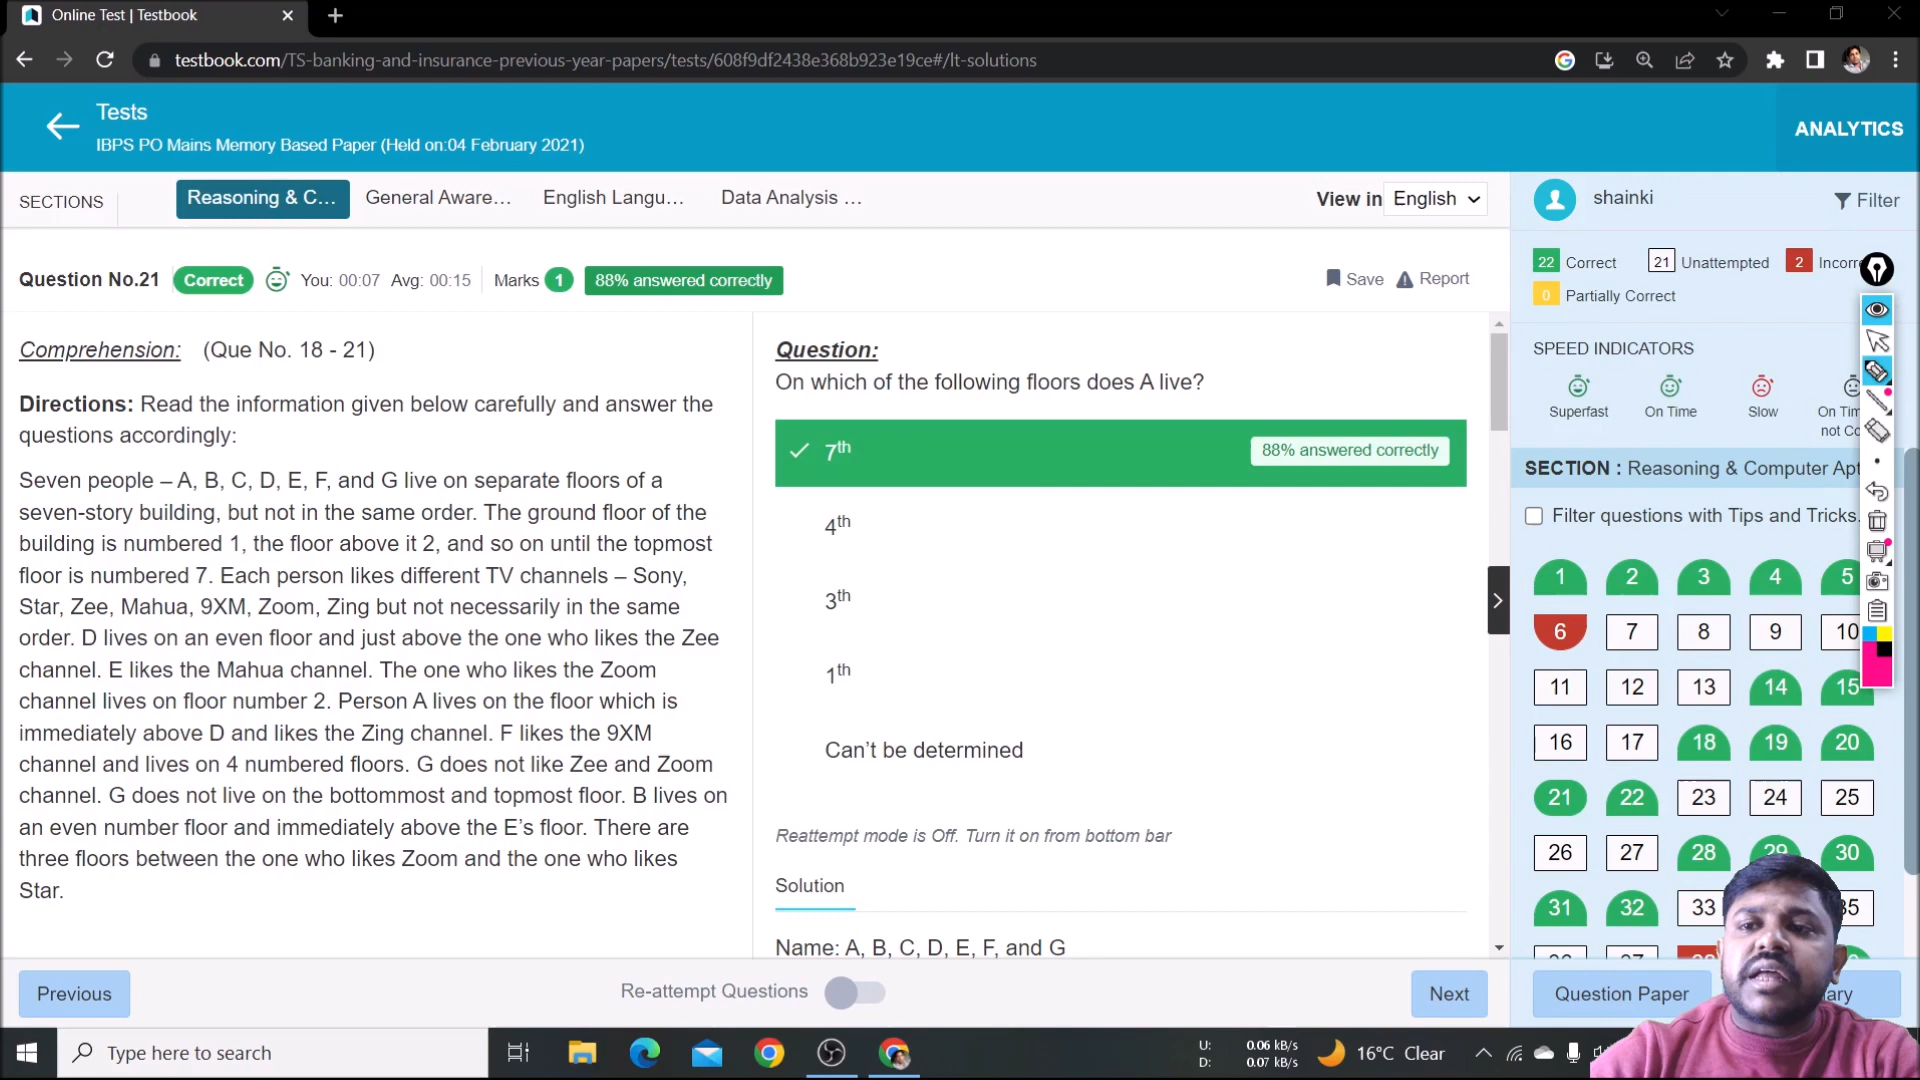 Online Test | Testbook
testbook.com/TS-banking-and-insurance-previous-year-papers/tests/608f9df2438e368b923e19ce#/lt-solutions
Tests
IBPS PO Mains Memory Based Paper (Held on:04 February 2021)
ANALYTICS
SECTIONS
Reasoning & C...
General Aware...
English Langu...
Data Analysis ...
View in English
shainki
Filter
Question No.21 Correct You: 00:07 Avg: 00:15 Marks 1 88% answered correctly
Save Report
22 Correct 21 Unattempted 2 Incorre
0 Partially Correct
Comprehension: (Que No. 18 - 21)
Directions: Read the information given below carefully and answer the
questions accordingly:
Seven people – A, B, C, D, E, F, and G live on separate floors of a
seven-story building, but not in the same order. The ground floor of the
building is numbered 1, the floor above it 2, and so on until the topmost
floor is numbered 7. Each person likes different TV channels – Sony,
Star, Zee, Mahua, 9XM, Zoom, Zing but not necessarily in the same
order. D lives on an even floor and just above the one who likes the Zee
channel. E likes the Mahua channel. The one who likes the Zoom
channel lives on floor number 2. Person A lives on the floor which is
immediately above D and likes the Zing channel. F likes the 9XM
channel and lives on 4 numbered floors. G does not like Zee and Zoom
channel. G does not live on the bottommost and topmost floor. B lives on
an even number floor and immediately above the E's floor. There are
three floors between the one who likes Zoom and the one who likes
Star.
Question:
On which of the following floors does A live?
7th 88% answered correctly
4th
3th
1th
Can't be determined
Reattempt mode is Off. Turn it on from bottom bar
Solution
Name: A, B, C, D, E, F, and G
SPEED INDICATORS
Superfast On Time Slow On Tim
not Co
SECTION : Reasoning & Computer Apt
Filter questions with Tips and Tricks.
1 2 3 4 5
6 7 8 9 10
11 12 13 14 15
16 17 18 19 20
21 22 23 24 25
26 27 28 29 30
31 32 33 35
36 37
Previous
Re-attempt Questions
Next
Question Paper
Type here to search
U: 0.06 kB/s
D: 0.07 kB/s
16°C Clear